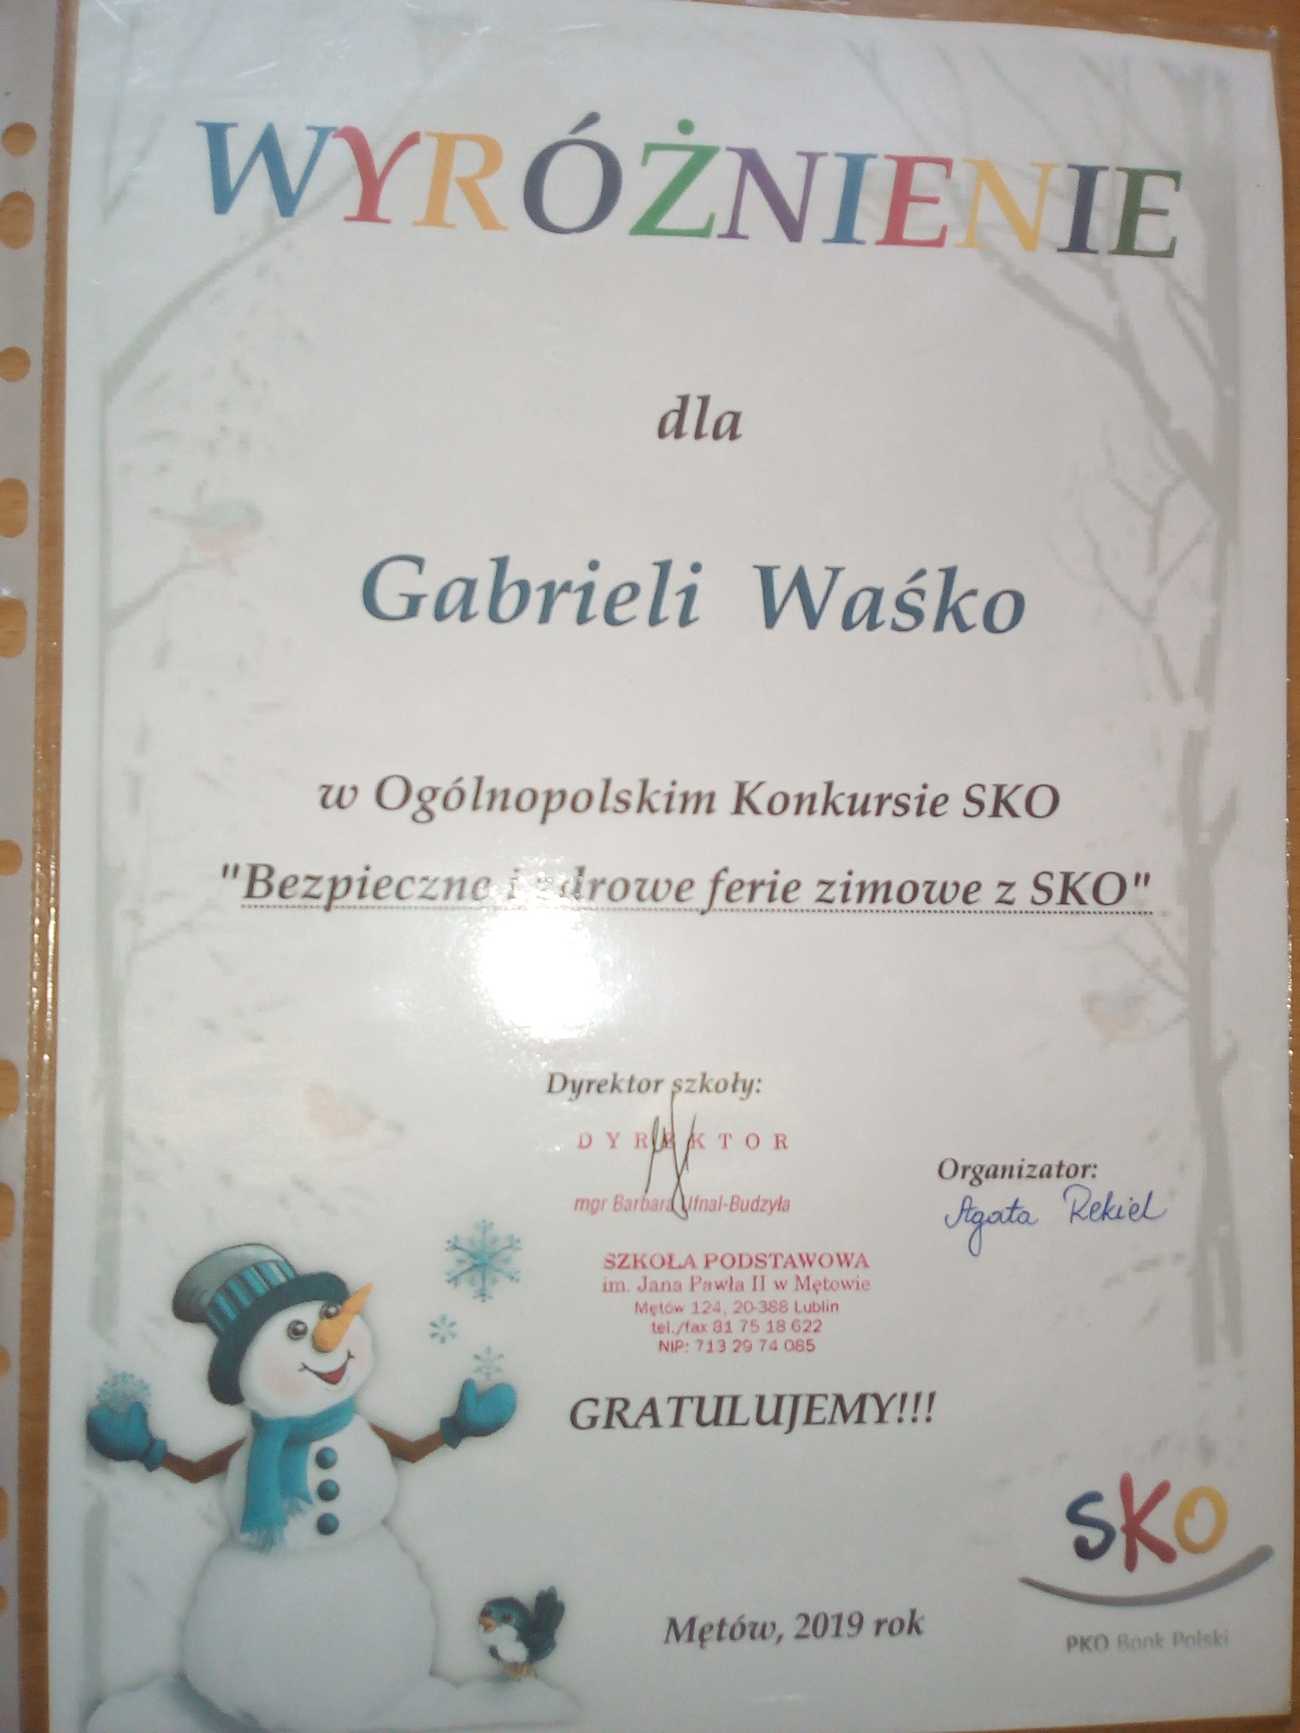 WYRÓŻNIENIE
dla
Gabrieli Waśko
w Ogólnopolskim Konkursie SKO
"Bezpieczne i zdrowe ferie zimowe z SKO"
Dyrektor szkoły:
DYREKTOR
mgr Barbara Ufnal-Budzyła
Organizator:
Agata Rekiel
SZKOŁA PODSTAWOWA
im. Jana Pawła II w Mętowie
Mętów 124, 20-388 Lublin
tel./fax 81 75 18 622
NIP: 713 29 74 085
GRATULUJEMY!!!
SKO
PKO Bank Polski
Mętów, 2019 rok